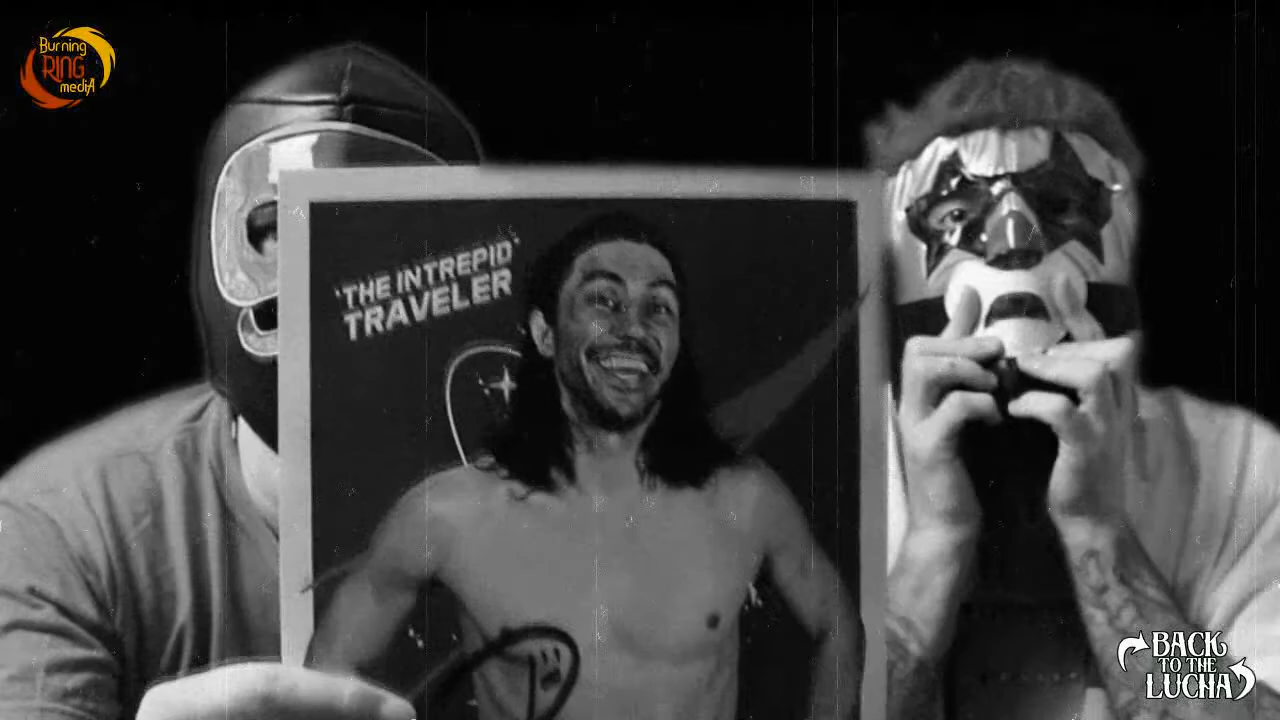 Burning
RING
mediA
'THE INTREPID'
TRAVELER
BACK
TO THE
LUCHA